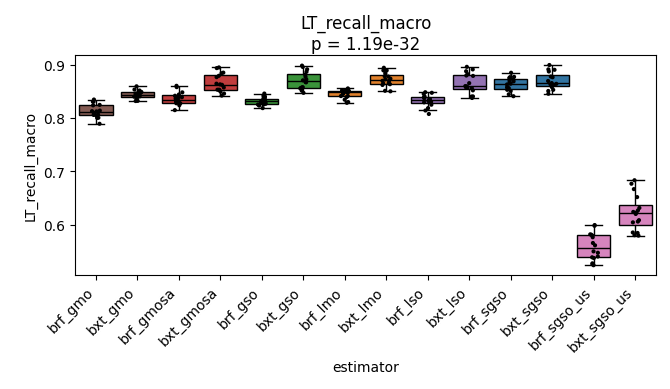 LT_recall_macro
p = 1.19e-32
LT_recall_macro
0.9
0.8
0.7
0.6
brf_gmo
bxt_gmo
brf_gmosa
bxt_gmosa
brf_gso
bxt_gso
brf_lmo
bxt_lmo
brf_lso
bxt_lso
brf_sgso
bxt_sgso
brf_sgso_us
bxt_sgso_us
estimator